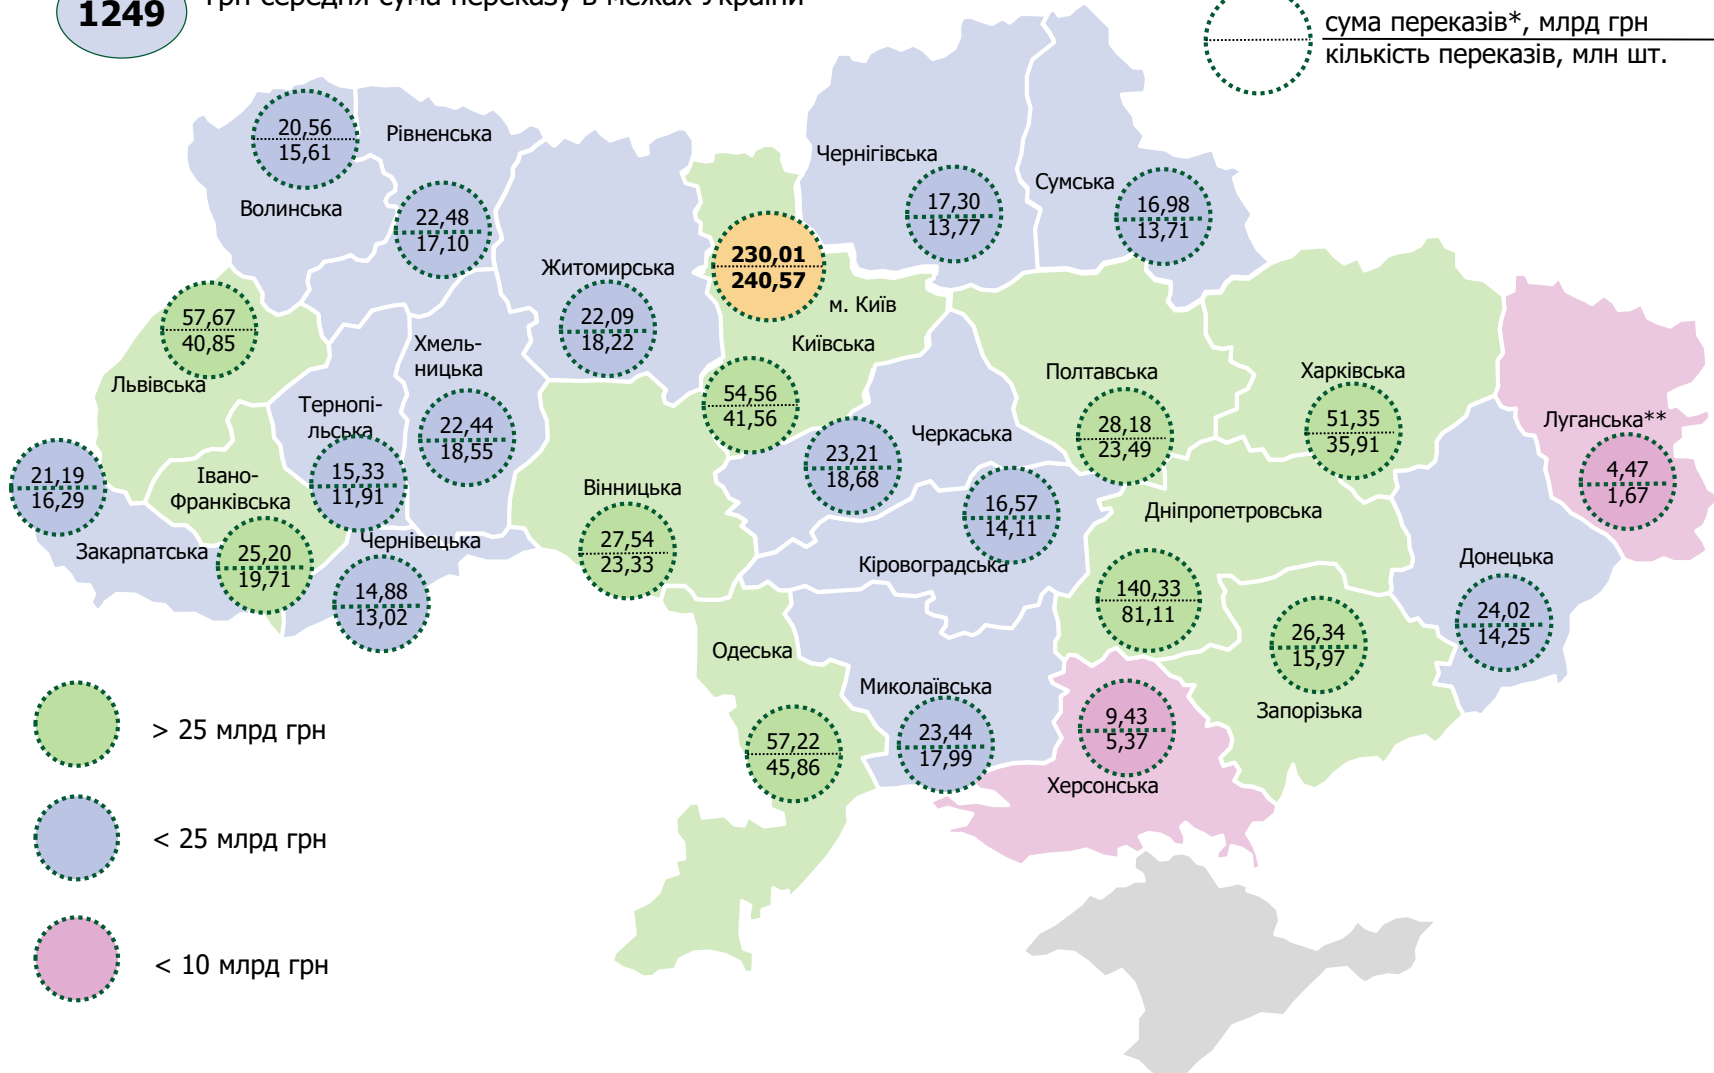 1249
грн середня сума переказу в межах України
сума переказів*, млрд грн
кількість переказів, млн шт.
20,56
15,61
Волинська
Рівненська
22,48
17,10
Житомирська
22,09
18,22
230,01
240,57
м. Київ
Київська
54,56
41,56
Чернігівська
17,30
13,77
Сумська
16,98
13,71
57,67
40,85
Львівська
Тернопі-
льська
15,33
11,91
Хмель-
ницька
22,44
18,55
21,19
16,29
Закарпатська
Івано-
Франківська
25,20
19,71
Чернівецька
14,88
13,02
Вінницька
27,54
23,33
Черкаська
23,21
18,68
Полтавська
28,18
23,49
Харківська
51,35
35,91
Луганська**
4,47
1,67
16,57
14,11
Кіровоградська
Дніпропетровська
140,33
81,11
Донецька
24,02
14,25
26,34
15,97
Запорізька
Одеська
57,22
45,86
Миколаївська
23,44
17,99
9,43
5,37
Херсонська
> 25 млрд грн
< 25 млрд грн
< 10 млрд грн